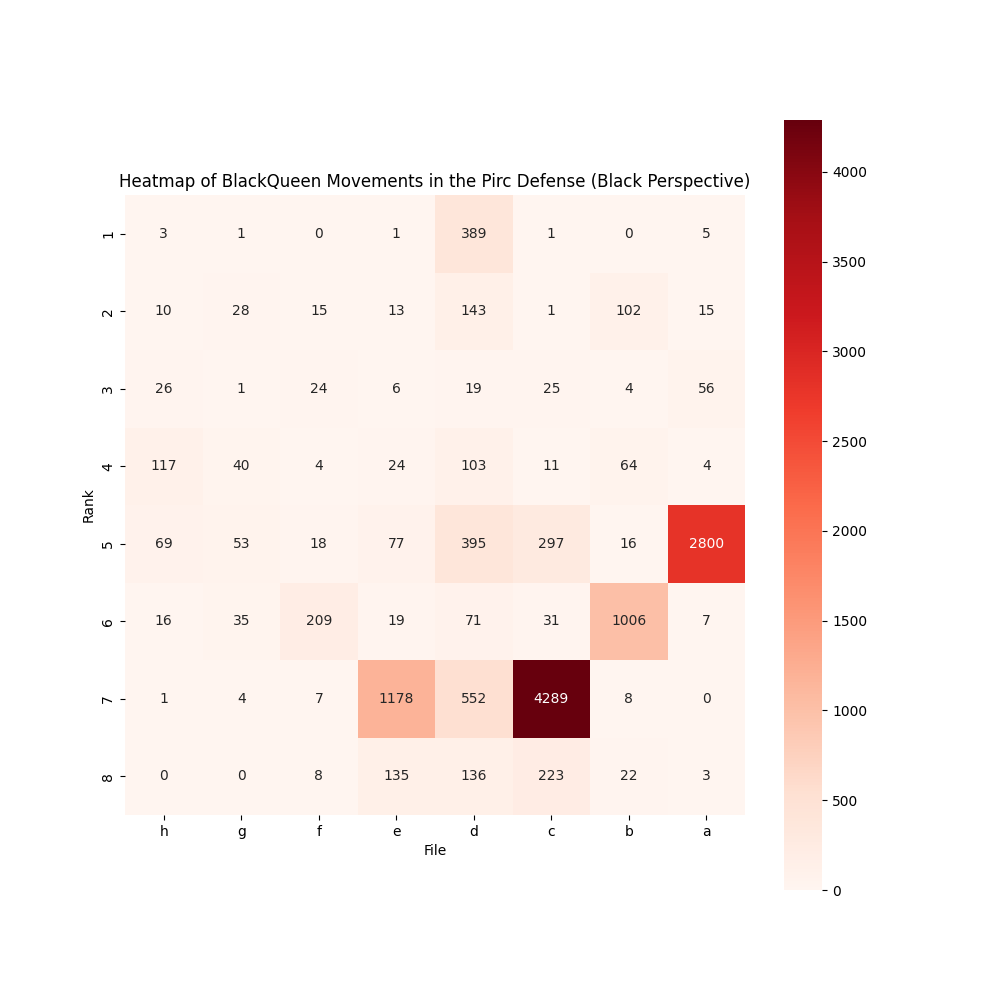 Heatmap of BlackQueen Movements in the Pirc Defense (Black Perspective)
1 3 1 0 1 389 1 0 5
2 10 28 15 13 143 1 102 15
3 26 1 24 6 19 25 4 56
4 117 40 4 24 103 11 64 4
5 69 53 18 77 395 297 16 2800
6 16 35 209 19 71 31 1006 7
7 1 4 7 1178 552 4289 8 0
8 0 0 8 135 136 223 22 3
h g f e d c b a
Rank
File
4000
3500
3000
2500
2000
1500
1000
500
0